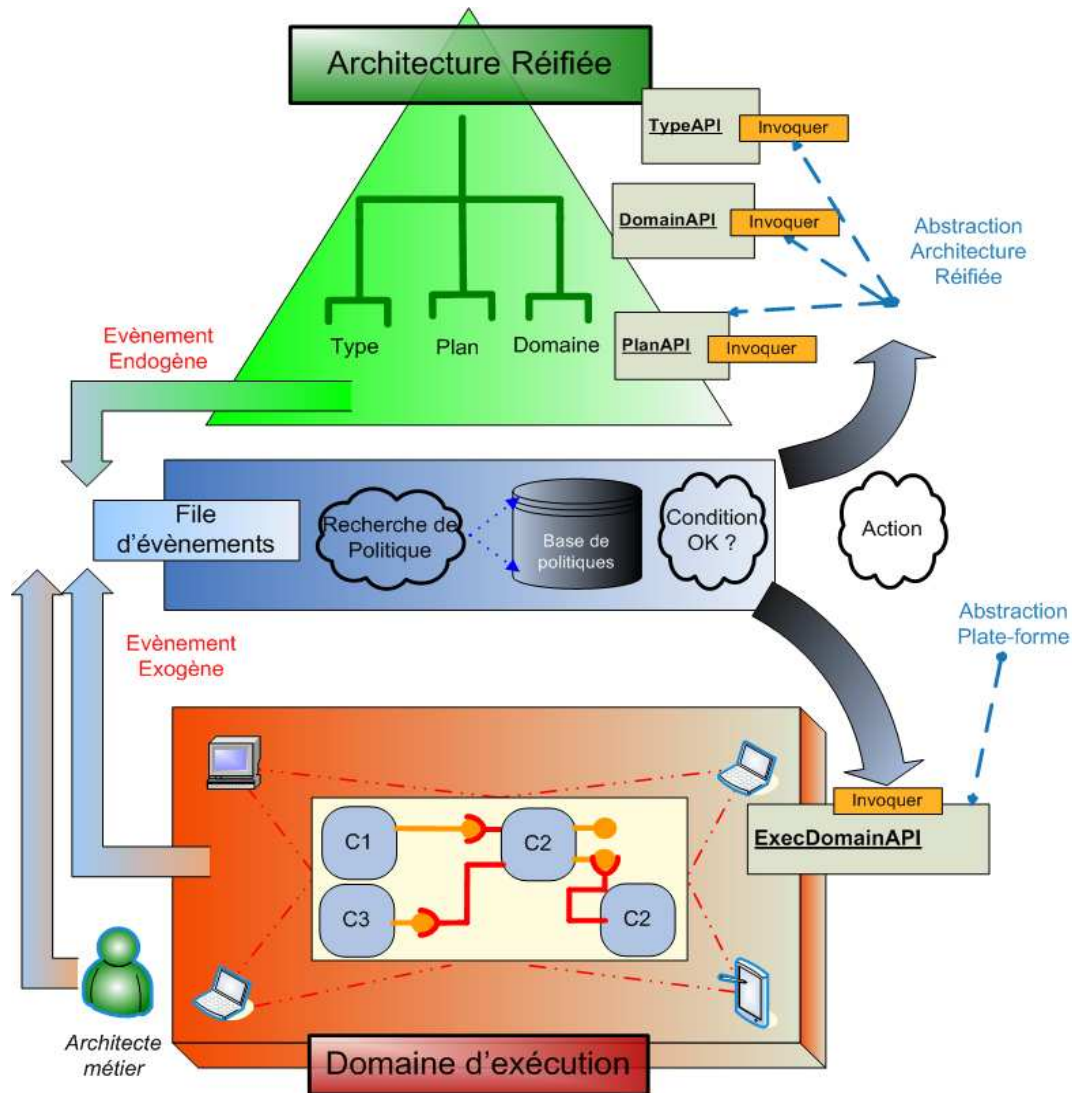 Architecture Réifiée
TypeAPI
Invoquer
DomainAPI
Invoquer
Abstraction
Architecture
Réifiée
Evènement
Endogène
Type
Plan
Domaine
PlanAPI
Invoquer
File
d'évènements
Recherche de
Politique
Base de
politiques
Condition
OK ?
Action
Evènement
Exogène
Abstraction
Plate-forme
Invoquer
ExecDomainAPI
C1
C2
C3
C2
Architecte
métier
Domaine d'exécution